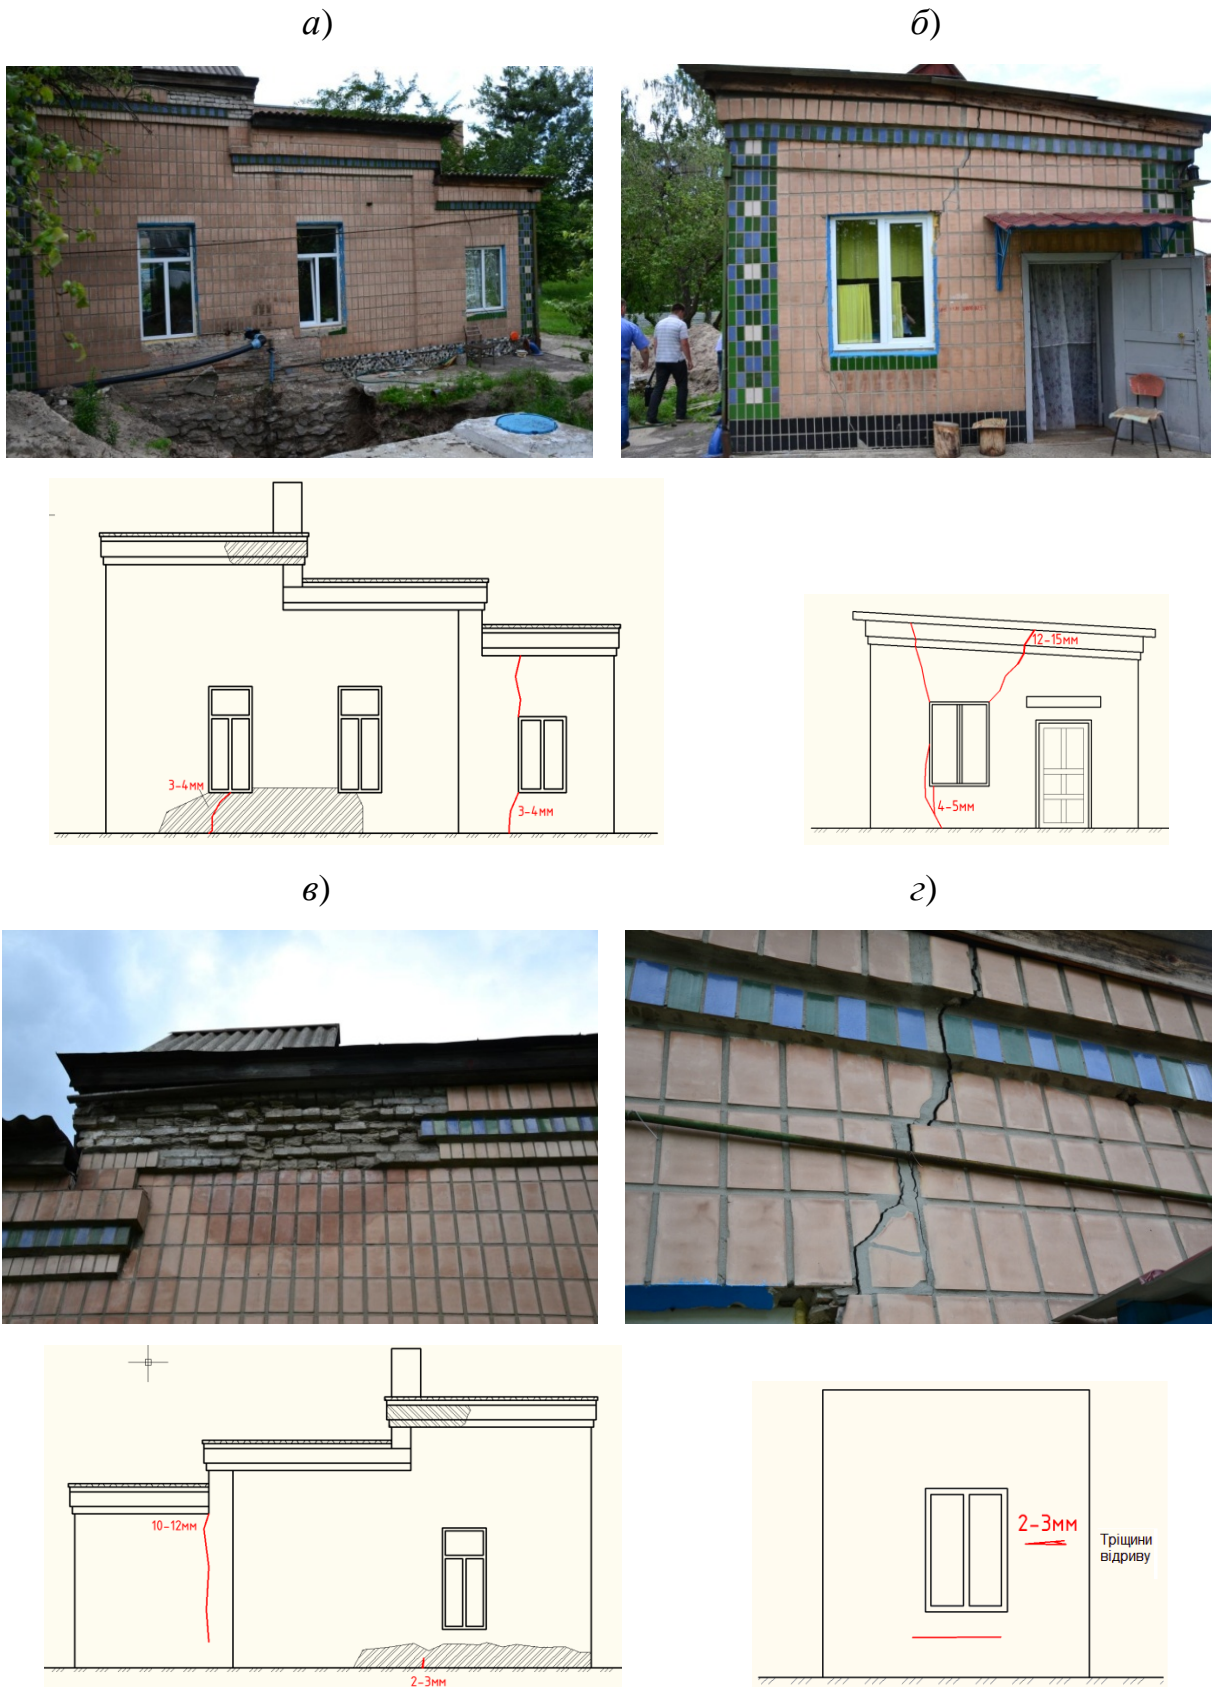 а)
б)
3-4мм
3-4мм
12-15мм
4-5мм
в)
г)
10-12мм
2-3мм
2-3мм
Тріщини
відриву